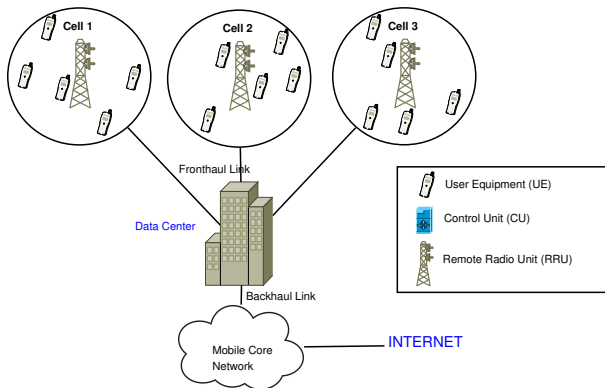 Cell 1
Cell 2
Cell 3
Fronthaul Link
Data Center
Backhaul Link
Mobile Core
Network
INTERNET
User Equipment (UE)
Control Unit (CU)
Remote Radio Unit (RRU)